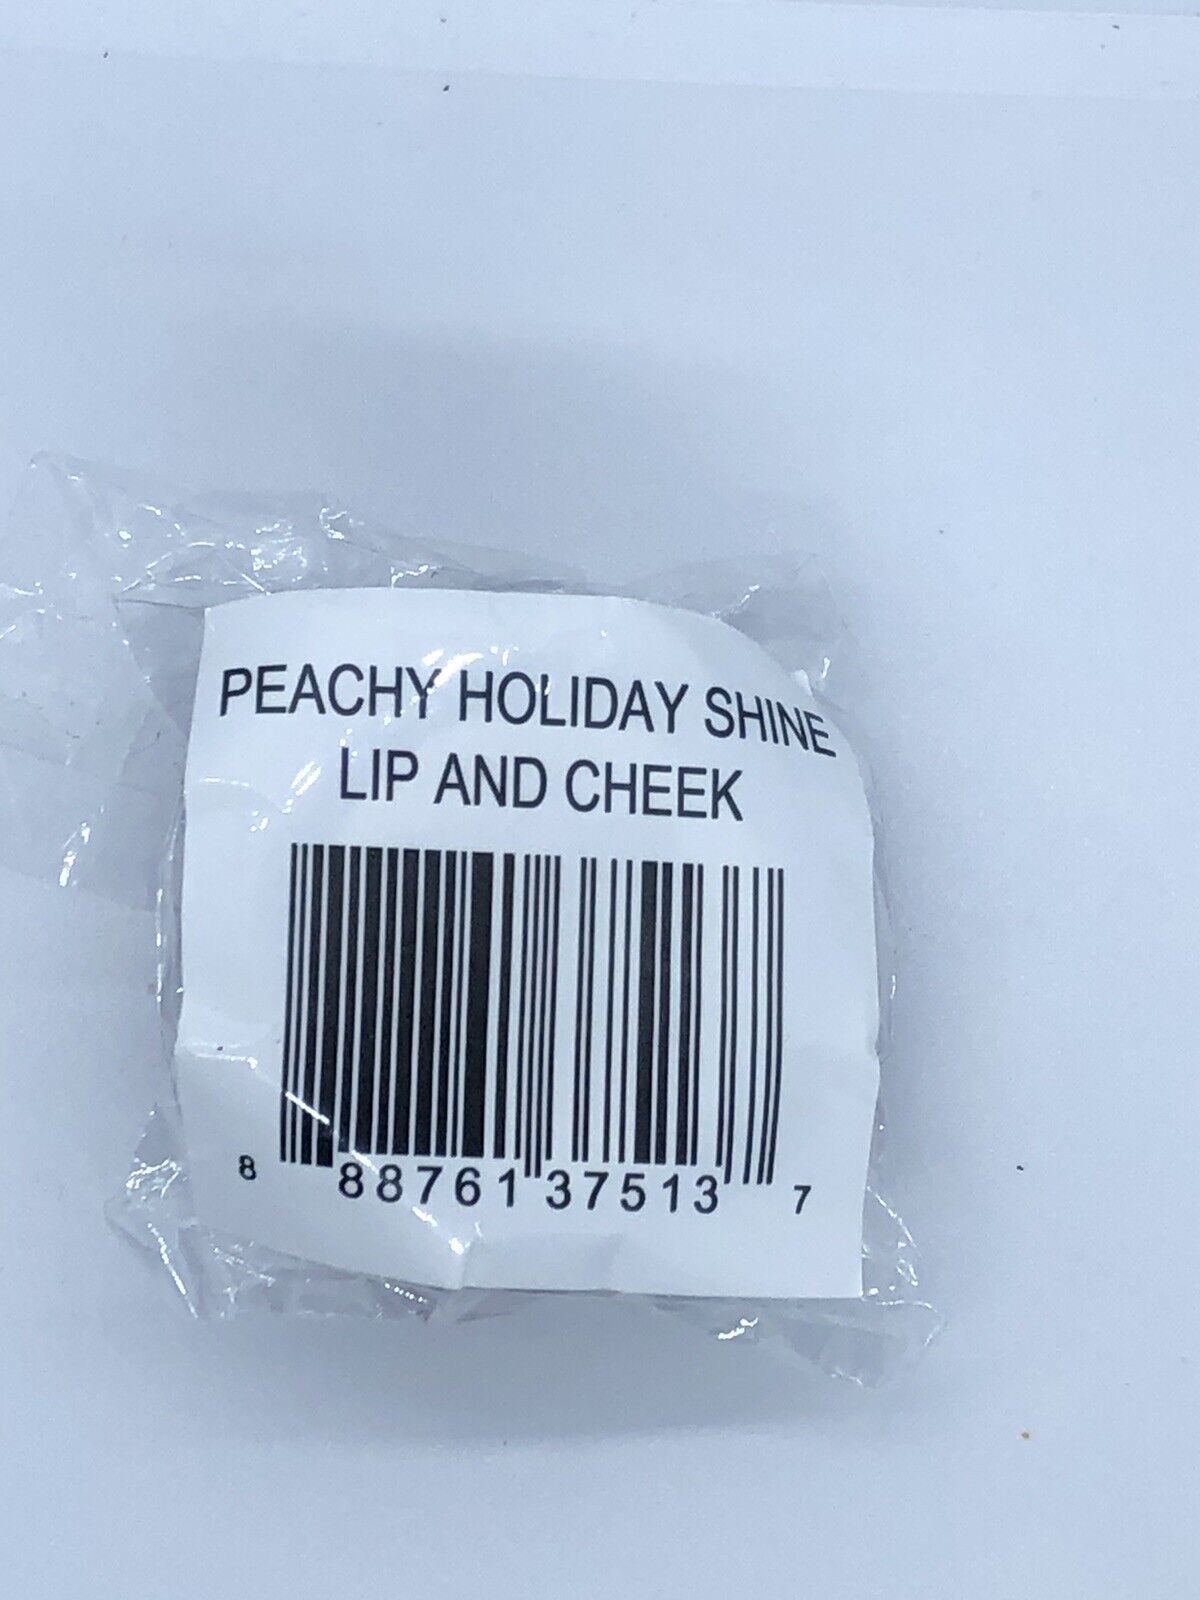 PEACHY HOLIDAY SHINE
LIP AND CHEEK
8 88761 37513 7